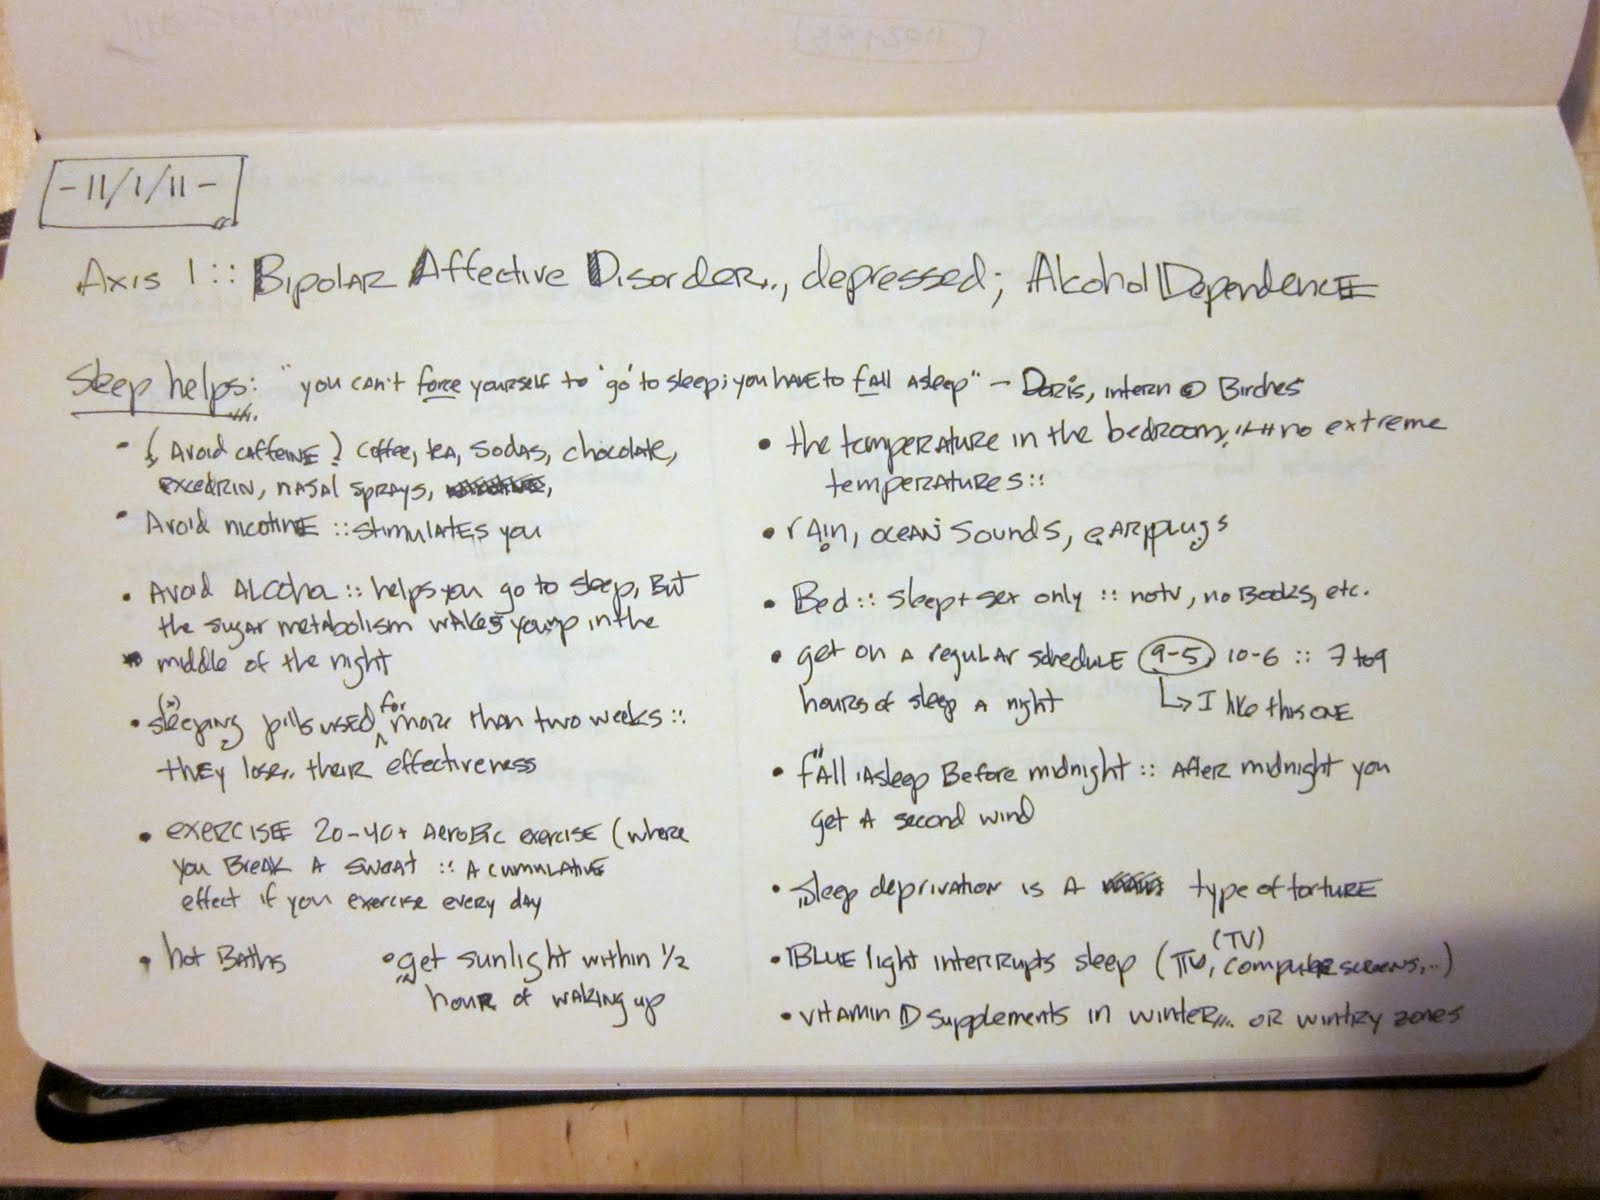 - 11/1/11 -
Axis 1 :: Bipolar Affective Disorder.., depressed; Alcohol Dependence
Sleep helps: "you can't force yourself to 'go' to sleep; you have to fall asleep" - Doris, intern @ Birches
• ( Avoid caffeine ) coffee, tea, sodas, chocolate,
excedrin, nasal sprays,
• Avoid nicotine :: stimulates you
• Avoid Alcohol :: helps you go to sleep, but
the sugar metabolism wakes you up in the
middle of the night
• sleeping pills used for more than two weeks ::
they lose.. their effectiveness
• exercise 20-40+ aerobic exercise (where
you break a sweat :: a cumulative
effect if you exercise every day
• hot baths
• get sunlight within 1/2
hour of waking up
• the temperature in the bedroom, no extreme
temperatures ::
• rain, ocean sounds, earplugs
• Bed :: sleep + sex only :: no tv, no books, etc.
• get on a regular schedule (9-5) 10-6 :: 7 to 9
hours of sleep a night ↳ I like this one
• fall asleep before midnight :: after midnight you
get a second wind
• Sleep deprivation is a type of torture
(TV)
• Blue light interrupts sleep (TV, computer screens,..)
• vitamin D supplements in winter,... or wintry zones